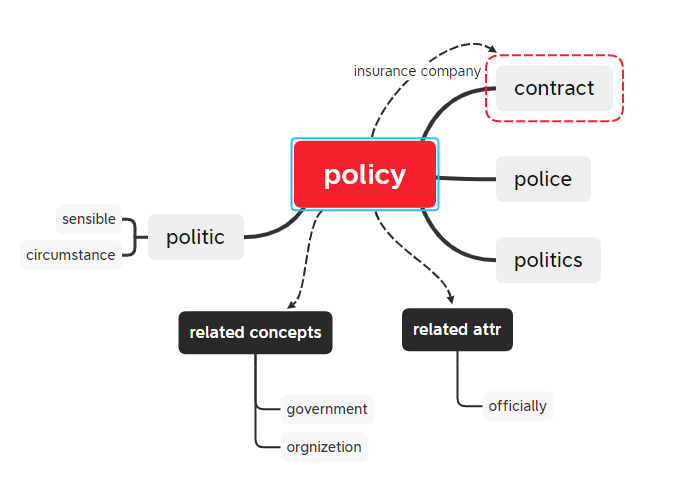 insurance company
contract
policy
police
sensible
politic
circumstance
politics
related concepts
related attr
government
officially
orgnizetion